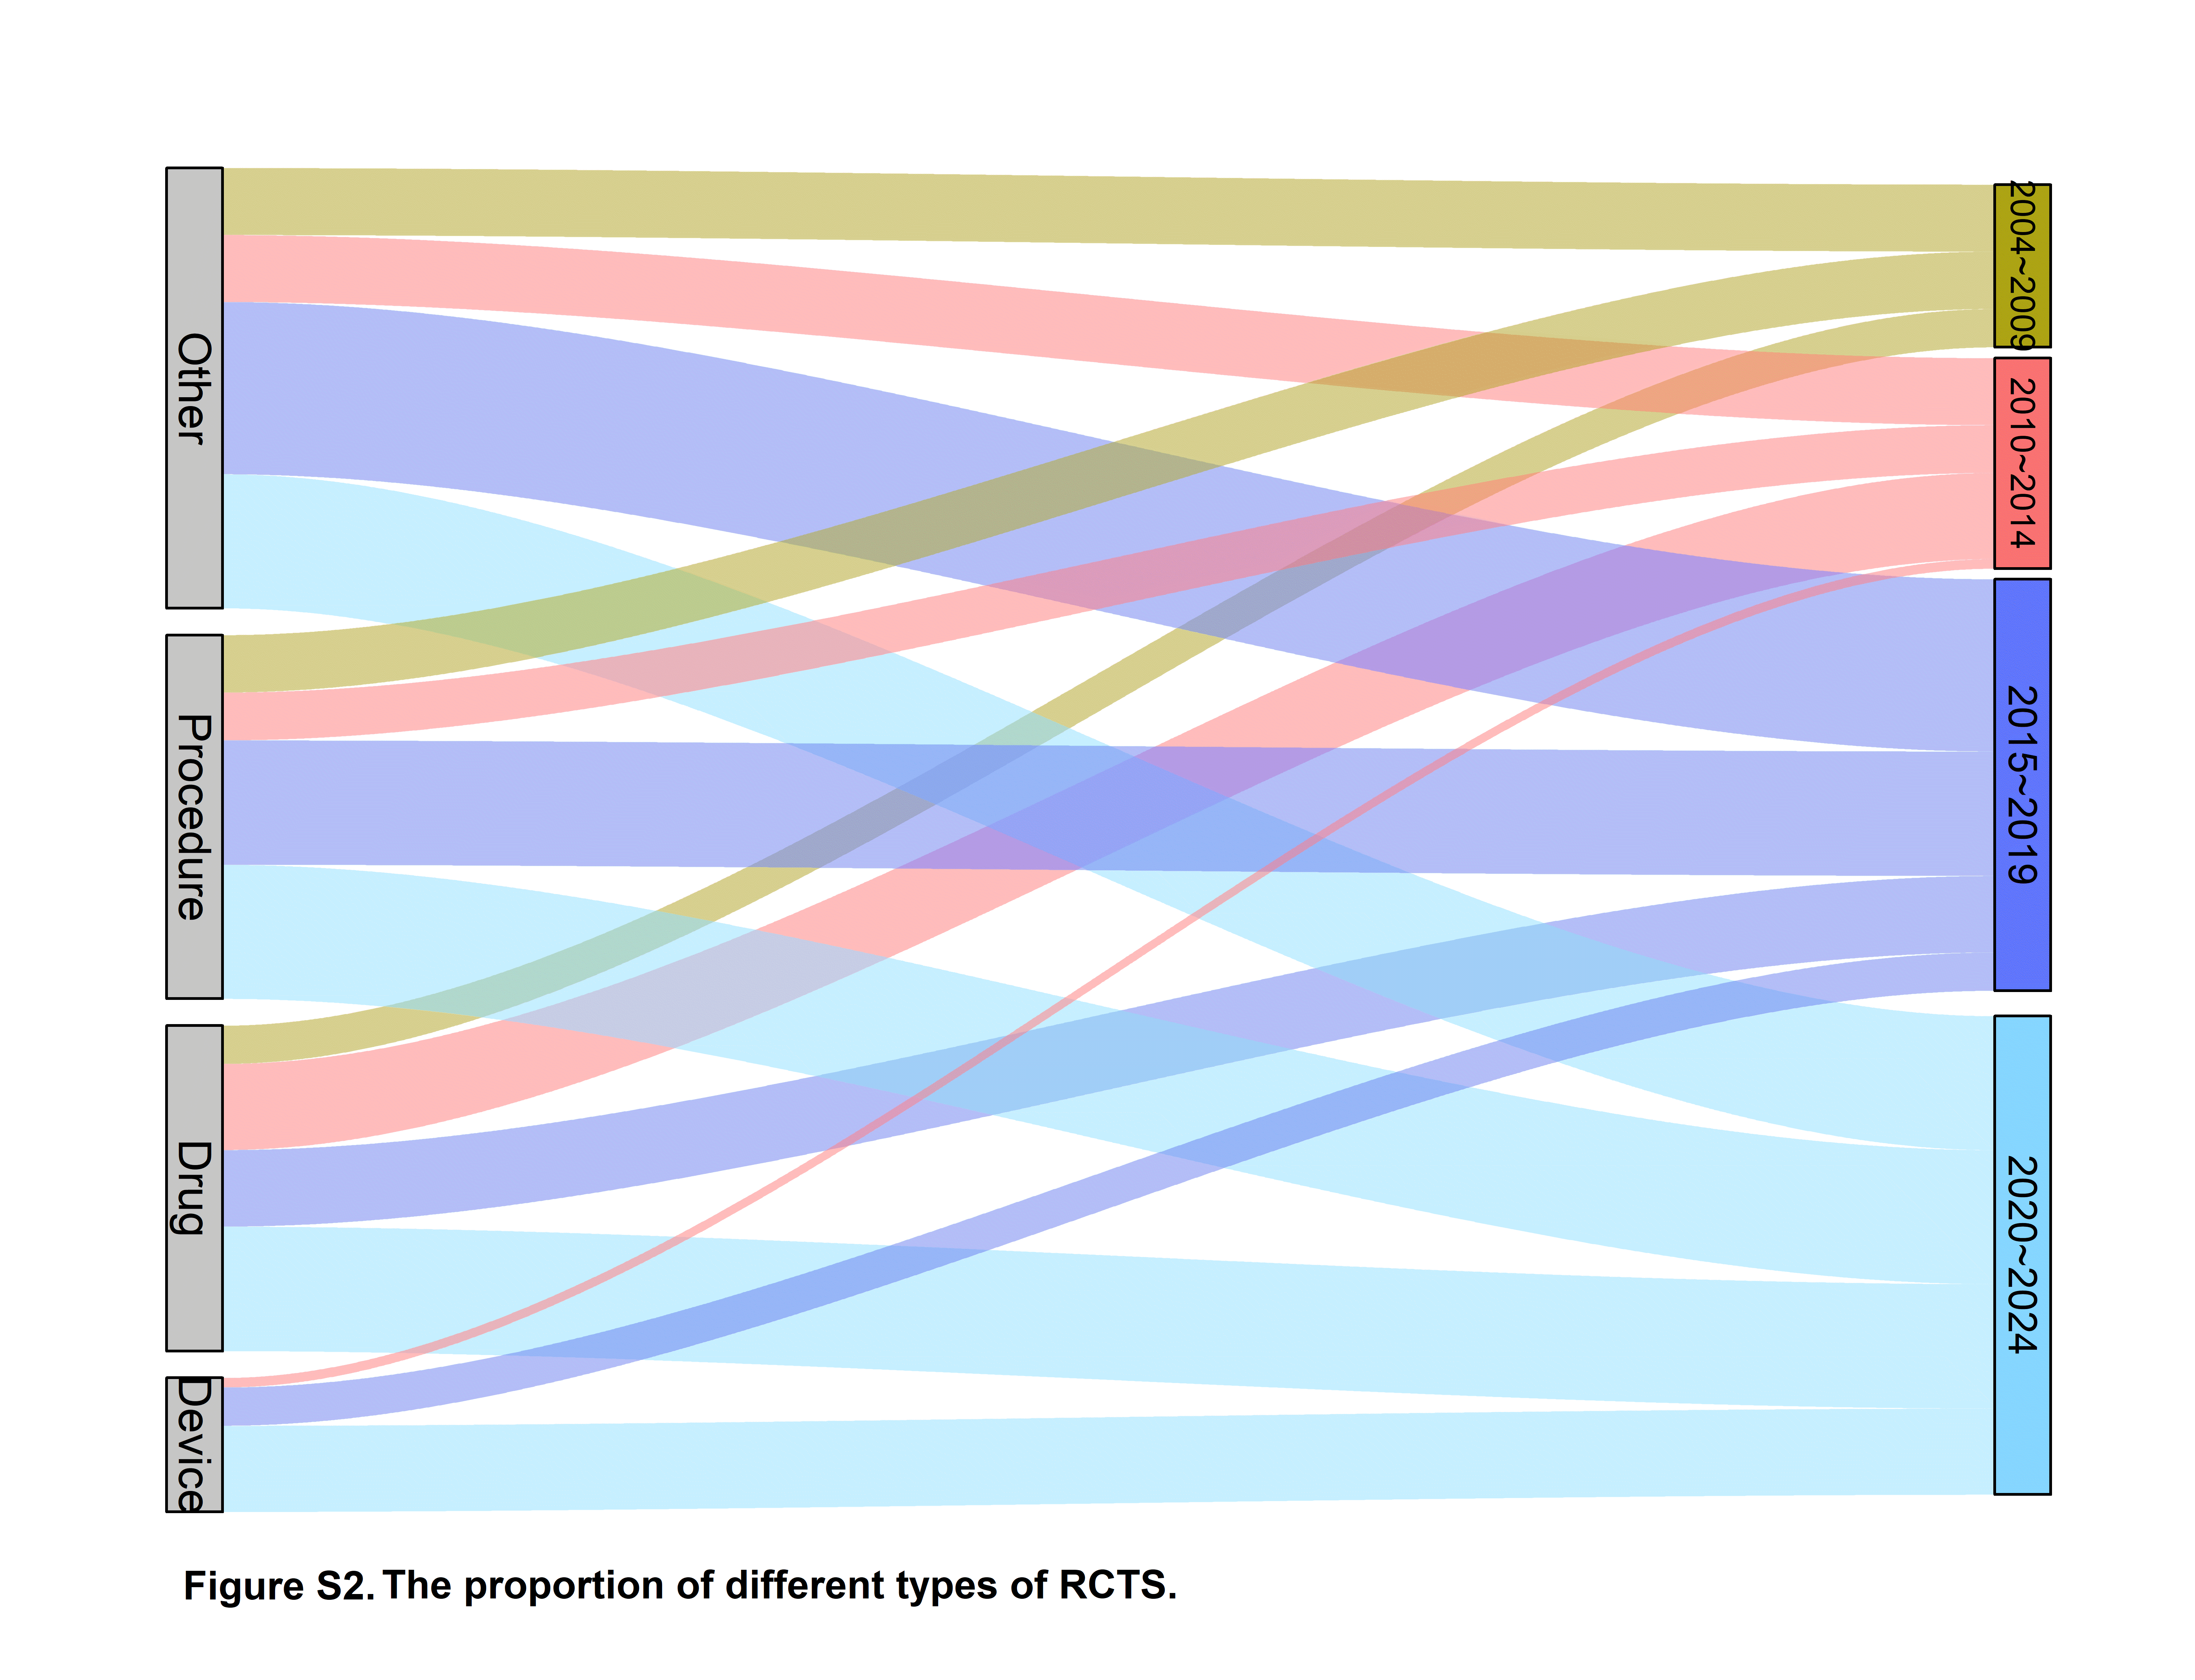 Other
Procedure
Drug
Device
2004~2009
2010~2014
2015~2019
2020~2024
Figure S2. The proportion of different types of RCTS.